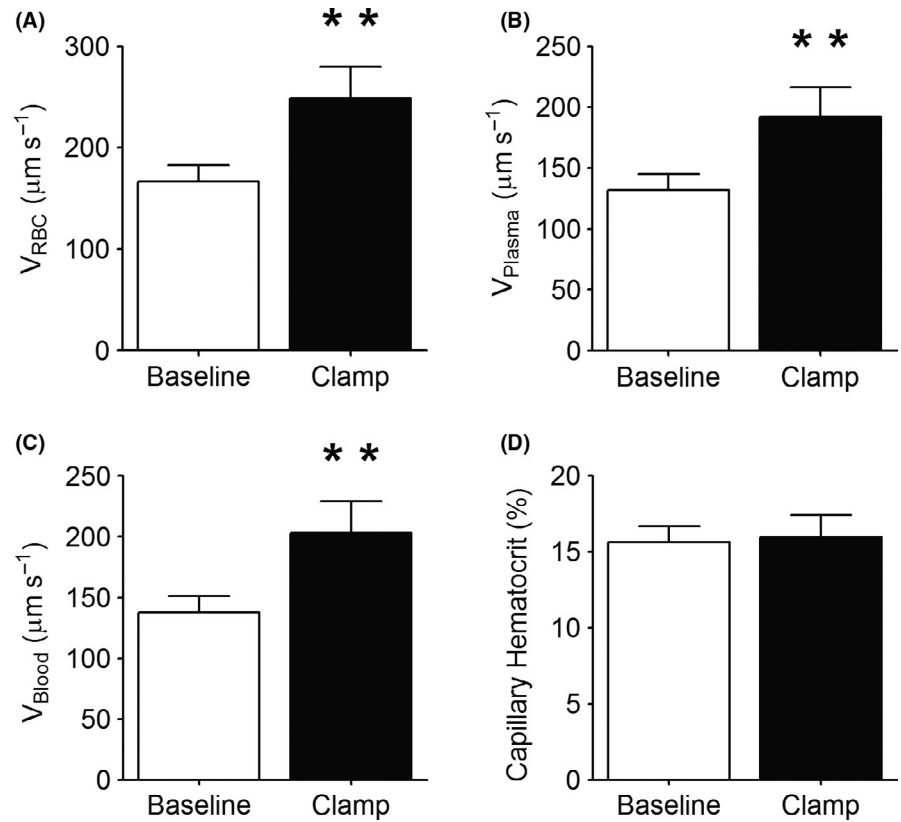 (A)
* *
300
200
100
0
V_RBC (μm s⁻¹)
Baseline Clamp
(B)
* *
250
200
150
100
50
0
V_Plasma (μm s⁻¹)
Baseline Clamp
(C)
* *
250
200
150
100
50
0
V_Blood (μm s⁻¹)
Baseline Clamp
(D)
20
15
10
5
0
Capillary Hematocrit (%)
Baseline Clamp